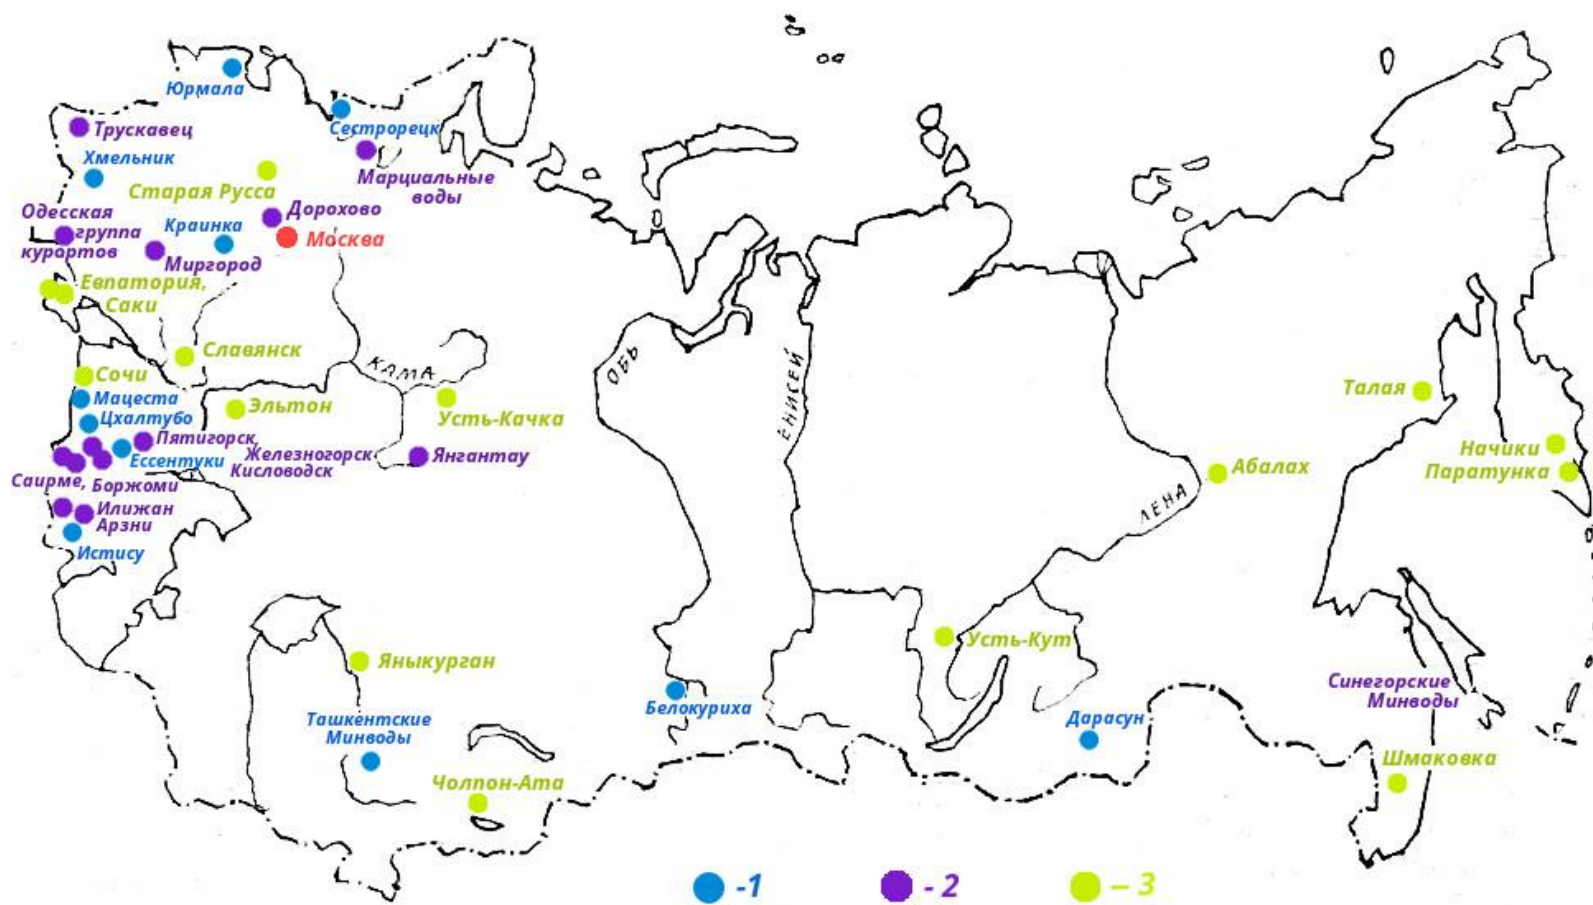 Юрмала
Сестрорецк
Трускавец
Хмельник
Марциальные
воды
Старая Русса
Дорохово
Одесская
группа
курортов
Краинка
Москва
Миргород
Евпатория,
Саки
Славянск
КАМА
ОБЬ
ЕНИСЕЙ
Сочи
Мацеста
Эльтон
Усть-Качка
Талая
Цхалтубо
Пятигорск,
Железногорск
Кисловодск
Ессентуки
Янгантау
Начики
Паратунка
Абалах
Саирме,
Боржоми
ЛЕНА
Илижан
Арзни
Истису
Усть-Кут
Яныкурган
Синегорские
Минводы
Белокуриха
Ташкентские
Минводы
Дарасун
Шмаковка
Чолпон-Ата
-1
- 2
– 3